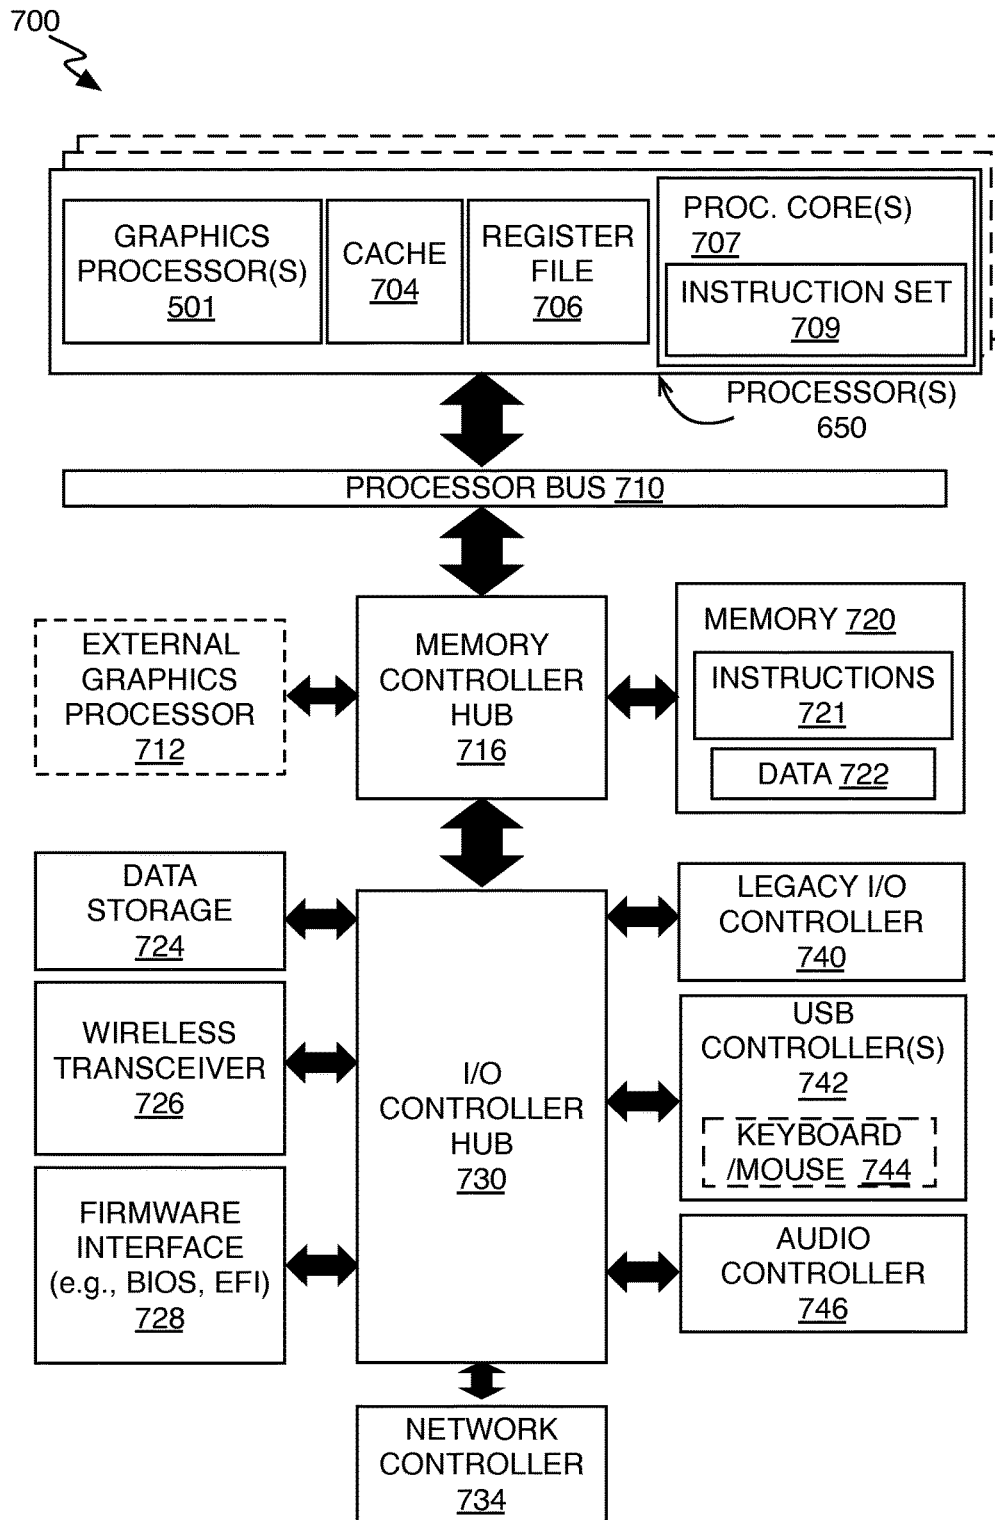 700
GRAPHICS
PROCESSOR(S)
501
CACHE
704
REGISTER
FILE
706
PROC. CORE(S)
707
INSTRUCTION SET
709
PROCESSOR(S)
650
PROCESSOR BUS 710
EXTERNAL
GRAPHICS
PROCESSOR
712
MEMORY
CONTROLLER
HUB
716
MEMORY 720
INSTRUCTIONS
721
DATA 722
DATA
STORAGE
724
WIRELESS
TRANSCEIVER
726
FIRMWARE
INTERFACE
(e.g., BIOS, EFI)
728
I/O
CONTROLLER
HUB
730
LEGACY I/O
CONTROLLER
740
USB
CONTROLLER(S)
742
KEYBOARD
/MOUSE 744
AUDIO
CONTROLLER
746
NETWORK
CONTROLLER
734